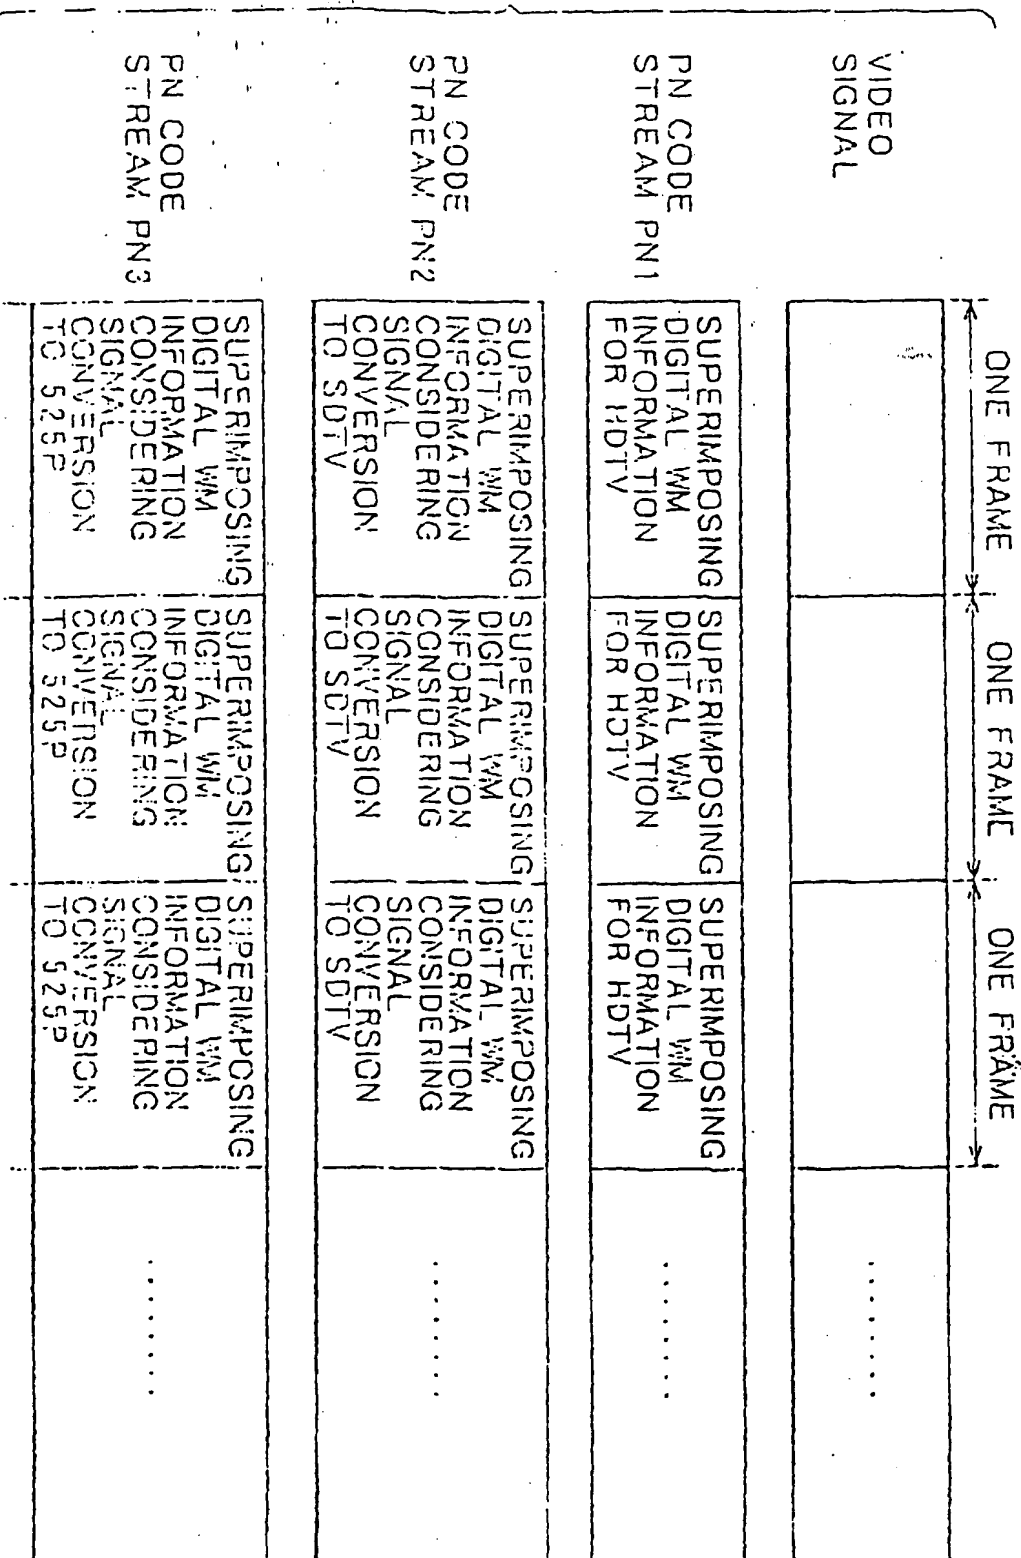 ONE FRAME
ONE FRAME
ONE FRAME
VIDEO
SIGNAL
PN CODE
STREAM PN1
SUPERIMPOSING
DIGITAL WM
INFORMATION
FOR HDTV
SUPERIMPOSING
DIGITAL WM
INFORMATION
FOR HDTV
SUPERIMPOSING
DIGITAL WM
INFORMATION
FOR HDTV
.......
.......
PN CODE
STREAM PN2
SUPERIMPOSING
DIGITAL WM
INFORMATION
CONSIDERING
SIGNAL
CONVERSION
TO SDTV
SUPERIMPOSING
DIGITAL WM
INFORMATION
CONSIDERING
SIGNAL
CONVERSION
TO SDTV
SUPERIMPOSING
DIGITAL WM
INFORMATION
CONSIDERING
SIGNAL
CONVERSION
TO SDTV
.......
PN CODE
STREAM PN3
SUPERIMPOSING
DIGITAL WM
INFORMATION
CONSIDERING
SIGNAL
CONVERSION
TO 525P
SUPERIMPOSING
DIGITAL WM
INFORMATION
CONSIDERING
SIGNAL
CONVERSION
TO 525P
SUPERIMPOSING
DIGITAL WM
INFORMATION
CONSIDERING
SIGNAL
CONVERSION
TO 525P
.......